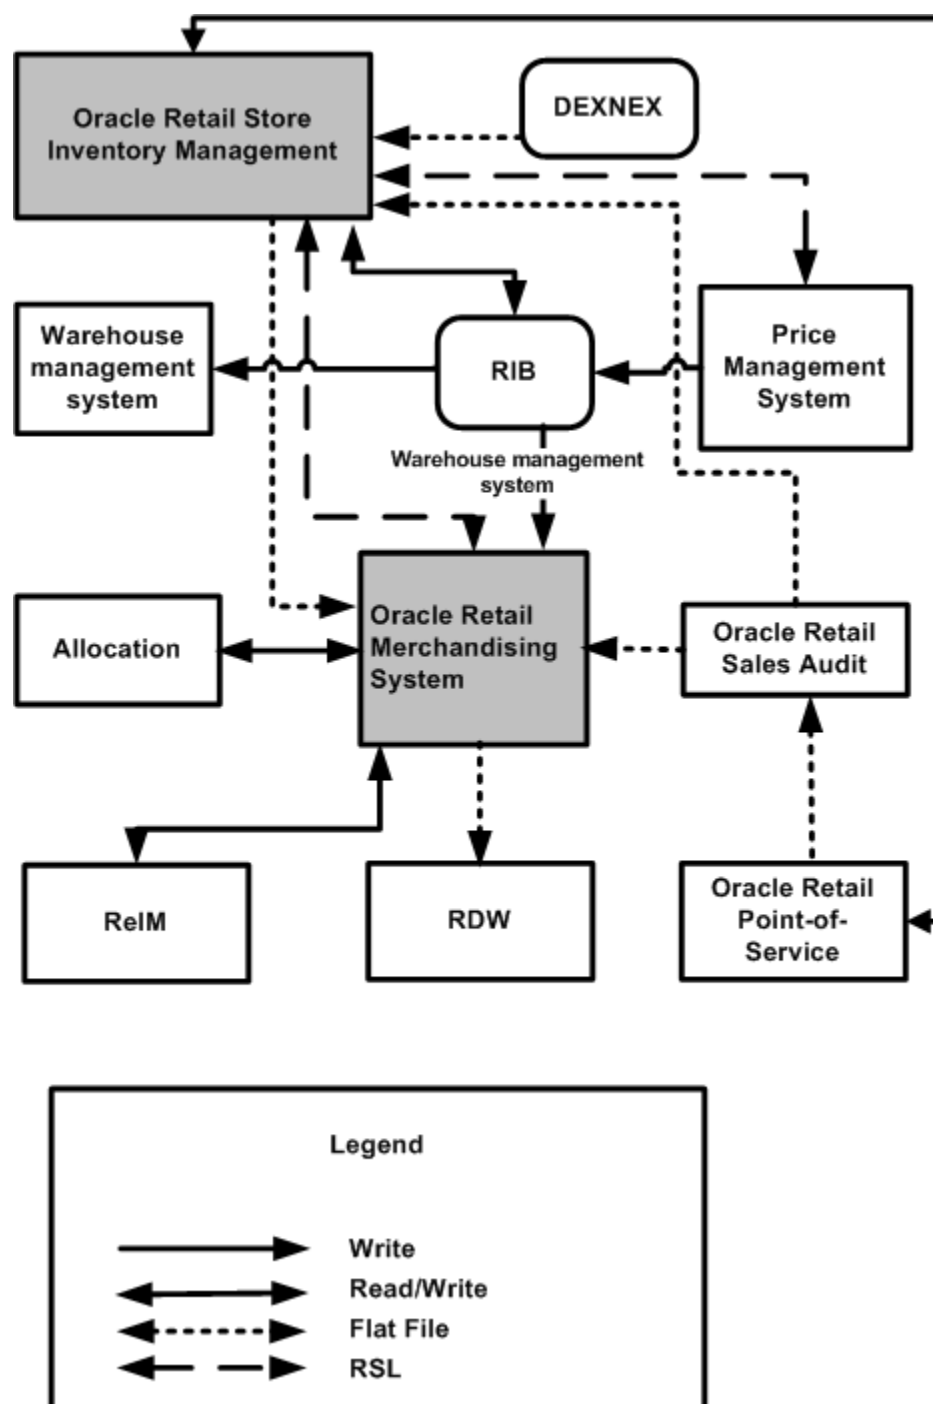 Oracle Retail Store
Inventory Management
DEXNEX
Warehouse
management
system
RIB
Price
Management
System
Warehouse management
system
Allocation
Oracle Retail
Merchandising
System
Oracle Retail
Sales Audit
ReIM
RDW
Oracle Retail
Point-of-
Service
Legend
Write
Read/Write
Flat File
RSL